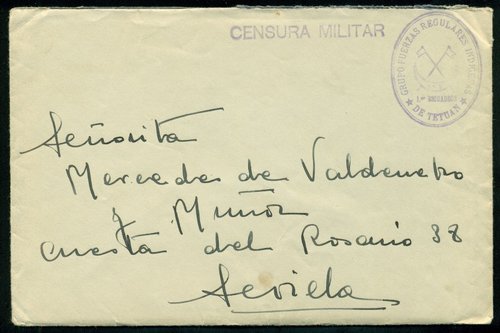 CENSURA MILITAR
GRUPO FUERZAS REGULARES INDIGENAS
DE TETUAN
Señorita
Mercedes de Valdenebro
y Muñoz
Cuesta del Rosario 38
Sevilla